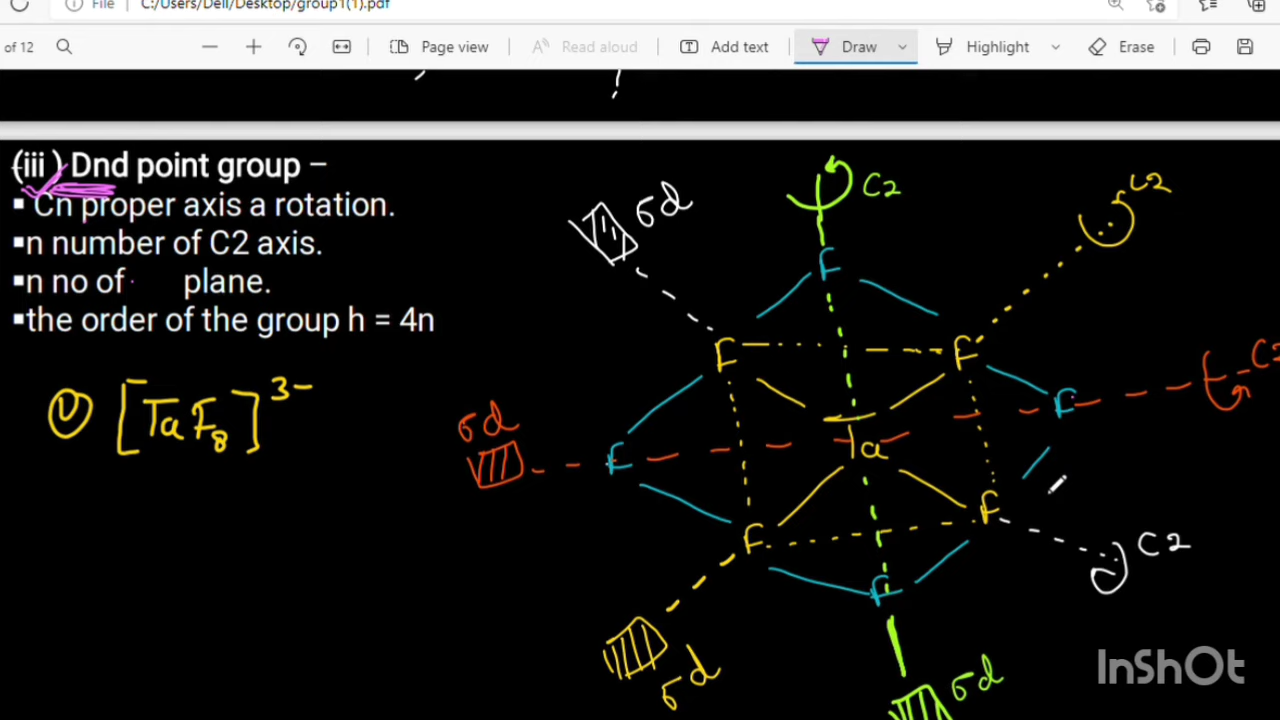 File | C:/Users/Dell/Desktop/group1(1).pdf
of 12
Page view
Read aloud
Add text
Draw
Highlight
Erase
(iii) Dnd point group –
▪ Cn proper axis a rotation.
▪n number of C2 axis.
▪n no of plane.
▪the order of the group h = 4n
① [TaF₈]³⁻
σd
C2
C2
F
F
F
C2
F
σd
F
Ta
F
F
C2
F
σd
σd
InShOt